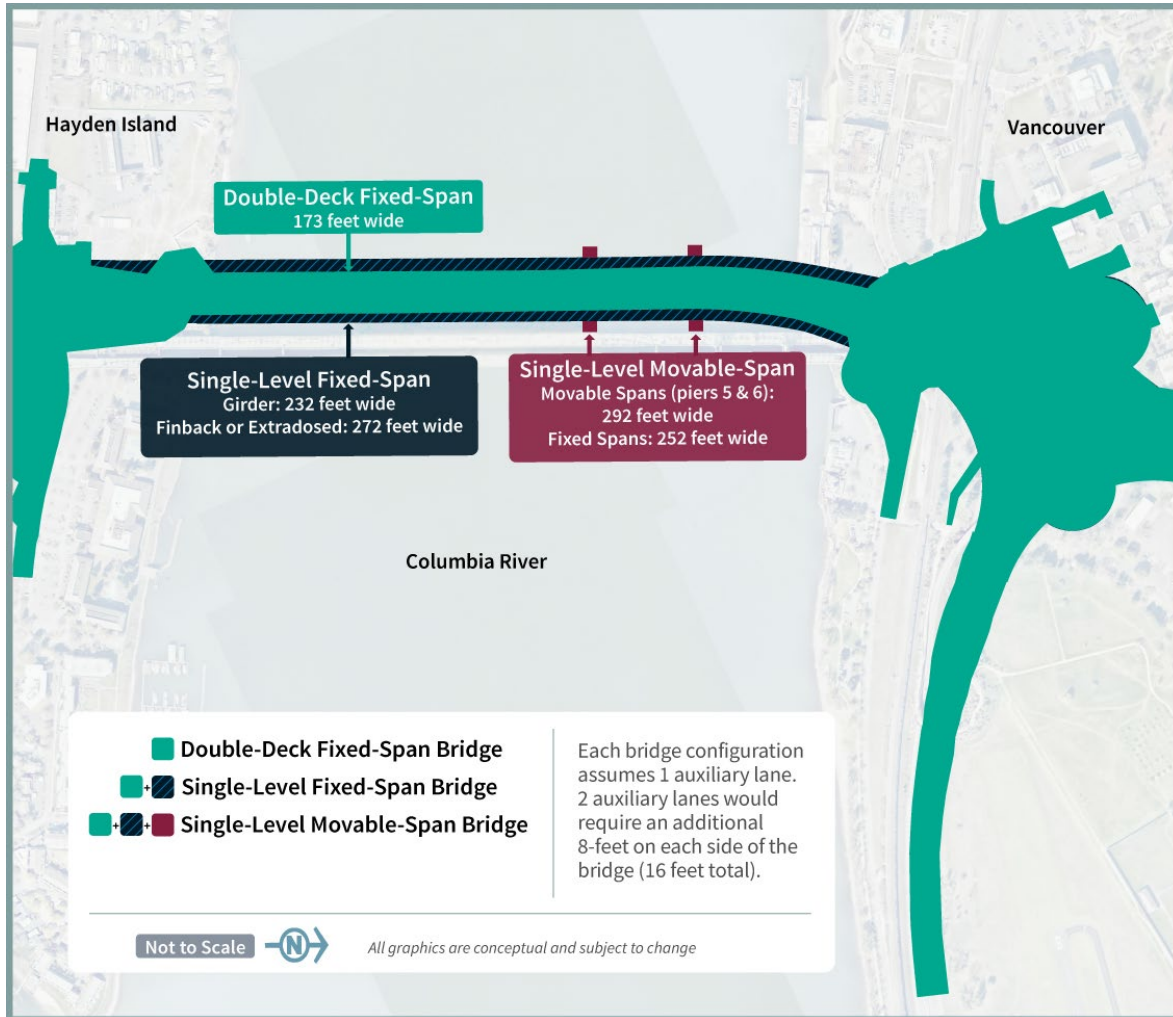 Hayden Island
Vancouver
Double-Deck Fixed-Span
173 feet wide
Single-Level Fixed-Span
Girder: 232 feet wide
Finback or Extradosed: 272 feet wide
Single-Level Movable-Span
Movable Spans (piers 5 & 6):
292 feet wide
Fixed Spans: 252 feet wide
Columbia River
Double-Deck Fixed-Span Bridge
+ Single-Level Fixed-Span Bridge
+ + Single-Level Movable-Span Bridge
Each bridge configuration
assumes 1 auxiliary lane.
2 auxiliary lanes would
require an additional
8-feet on each side of the
bridge (16 feet total).
Not to Scale
N
All graphics are conceptual and subject to change